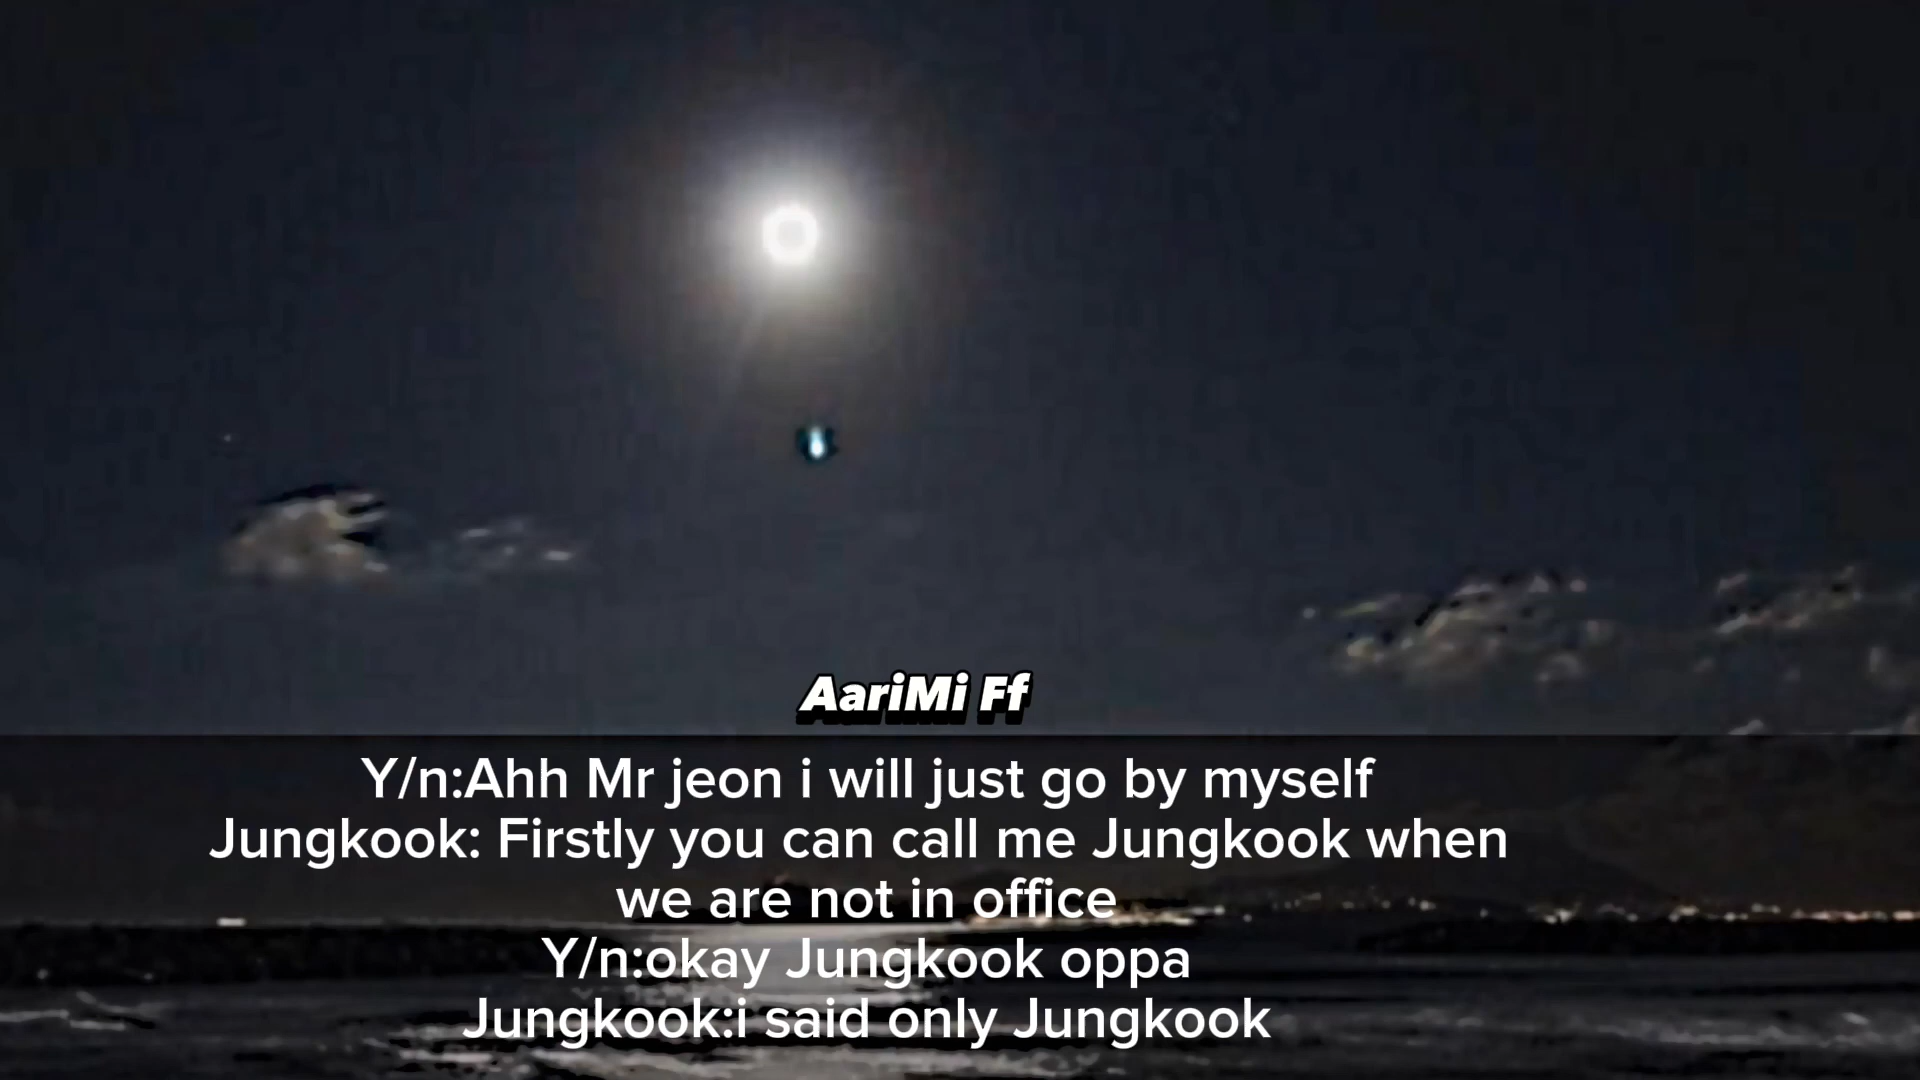 AariMi Ff
Y/n:Ahh Mr jeon i will just go by myself
Jungkook: Firstly you can call me Jungkook when
we are not in office
Y/n:okay Jungkook oppa
Jungkook:i said only Jungkook